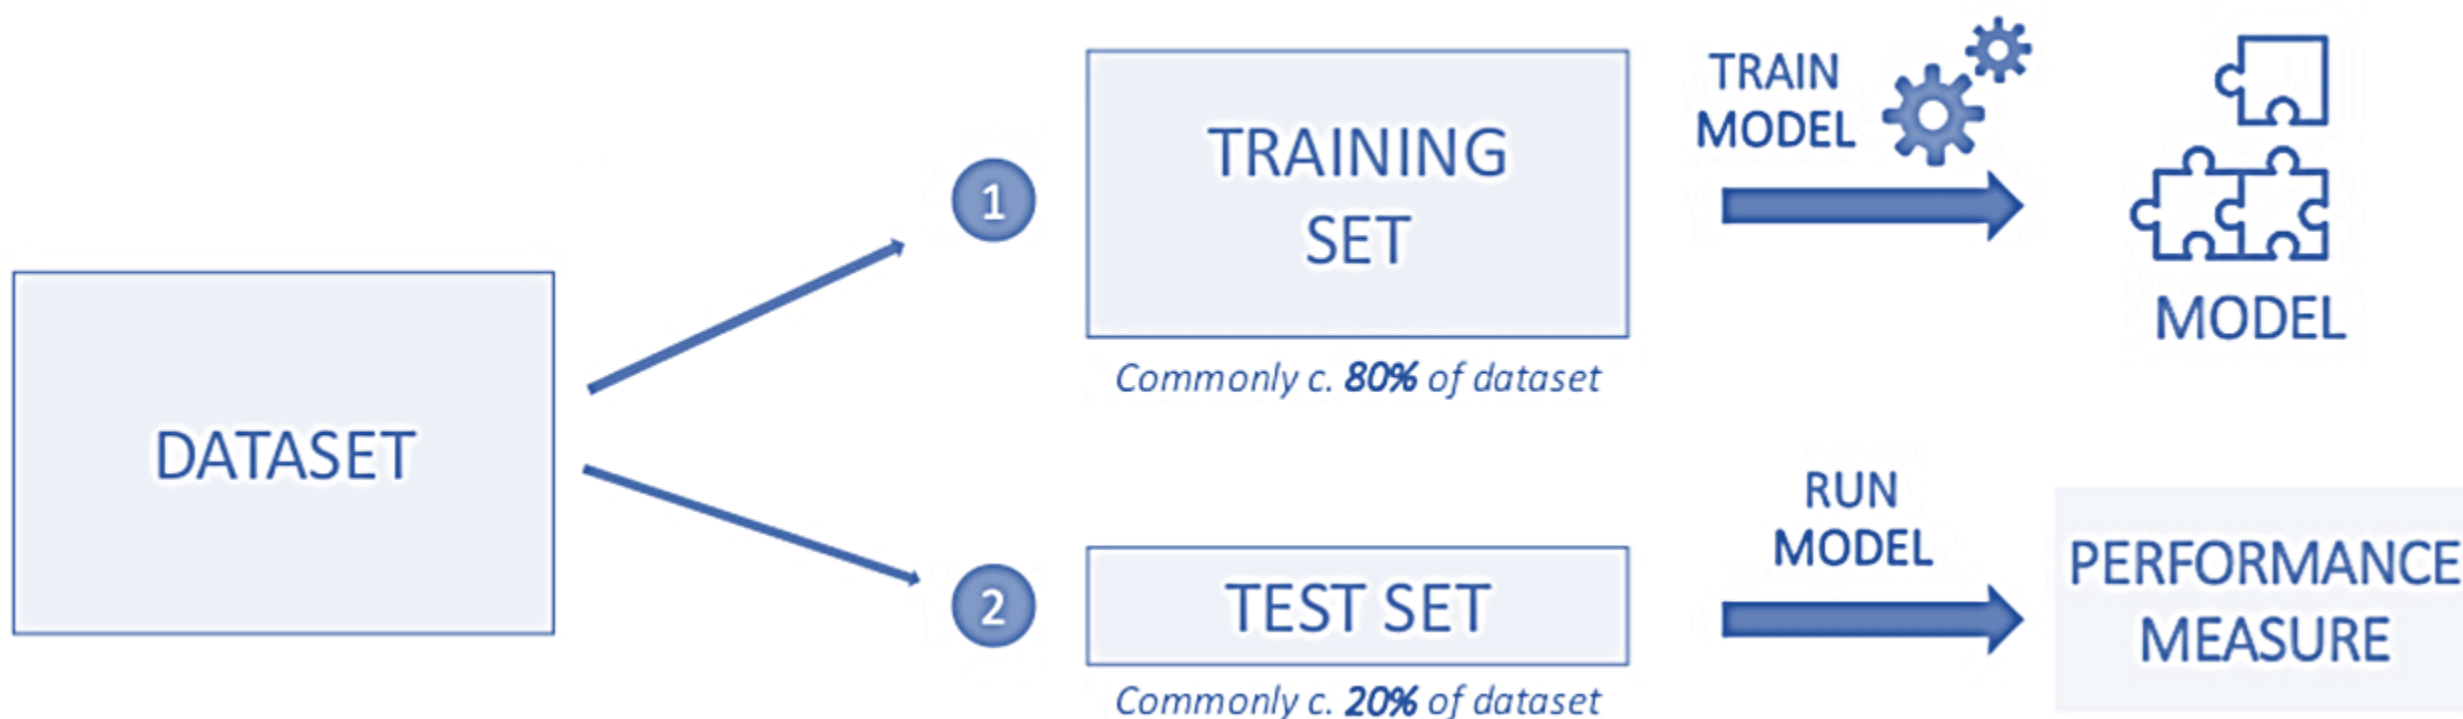 DATASET
1
TRAINING
SET
Commonly c. 80% of dataset
TRAIN
MODEL
MODEL
2
TEST SET
Commonly c. 20% of dataset
RUN
MODEL
PERFORMANCE
MEASURE